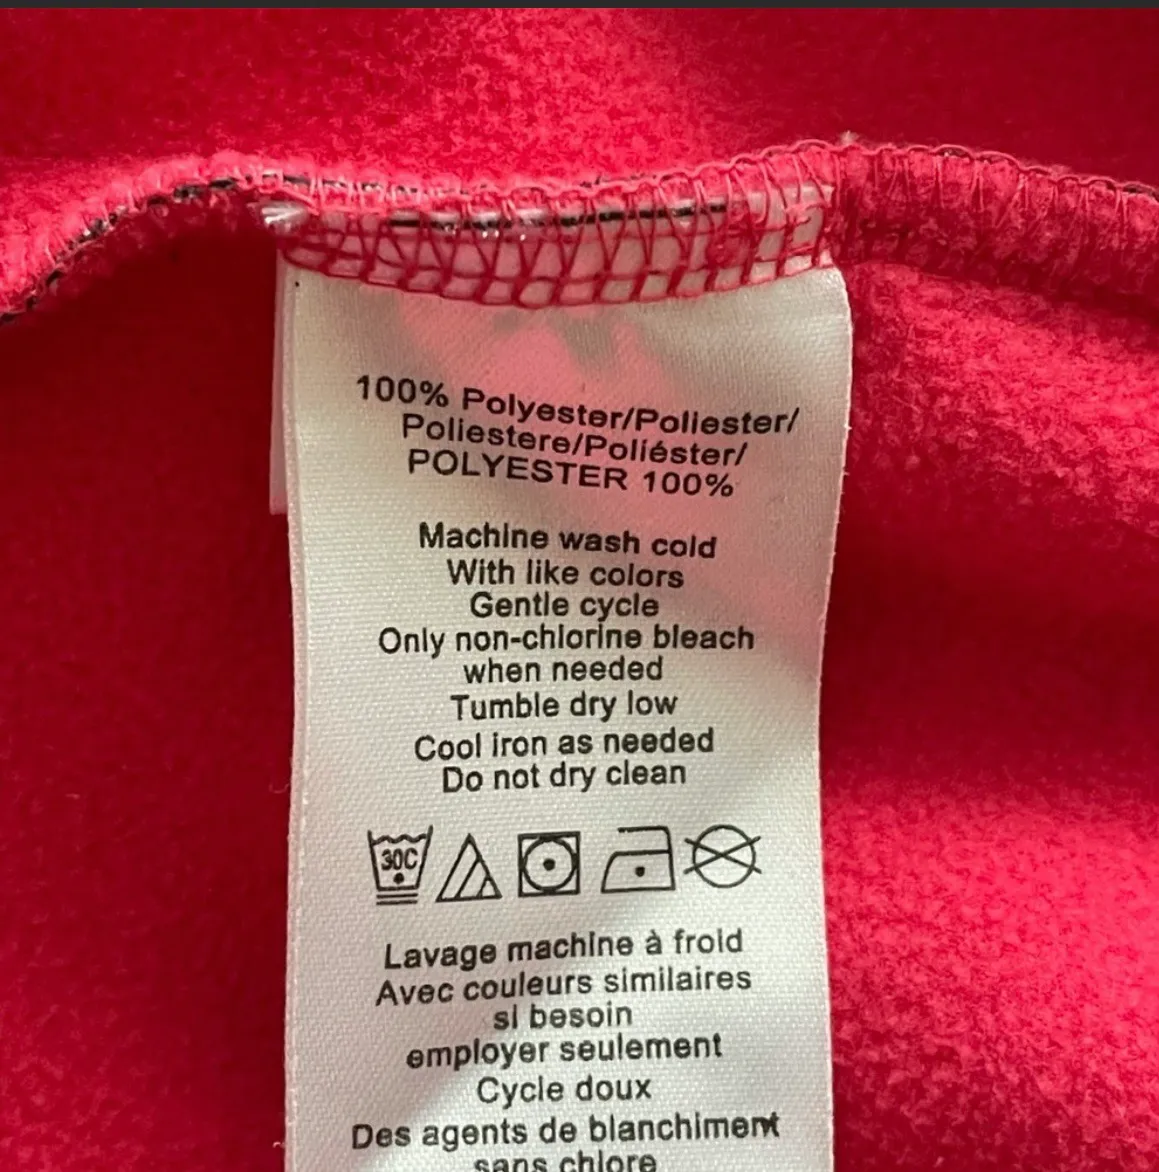 100% Polyester/Poliester/
Poliestere/Poliéster/
POLYESTER 100%
Machine wash cold
With like colors
Gentle cycle
Only non-chlorine bleach
when needed
Tumble dry low
Cool iron as needed
Do not dry clean
30C
Lavage machine à froid
Avec couleurs similaires
si besoin
employer seulement
Cycle doux
Des agents de blanchiment
sans chlore